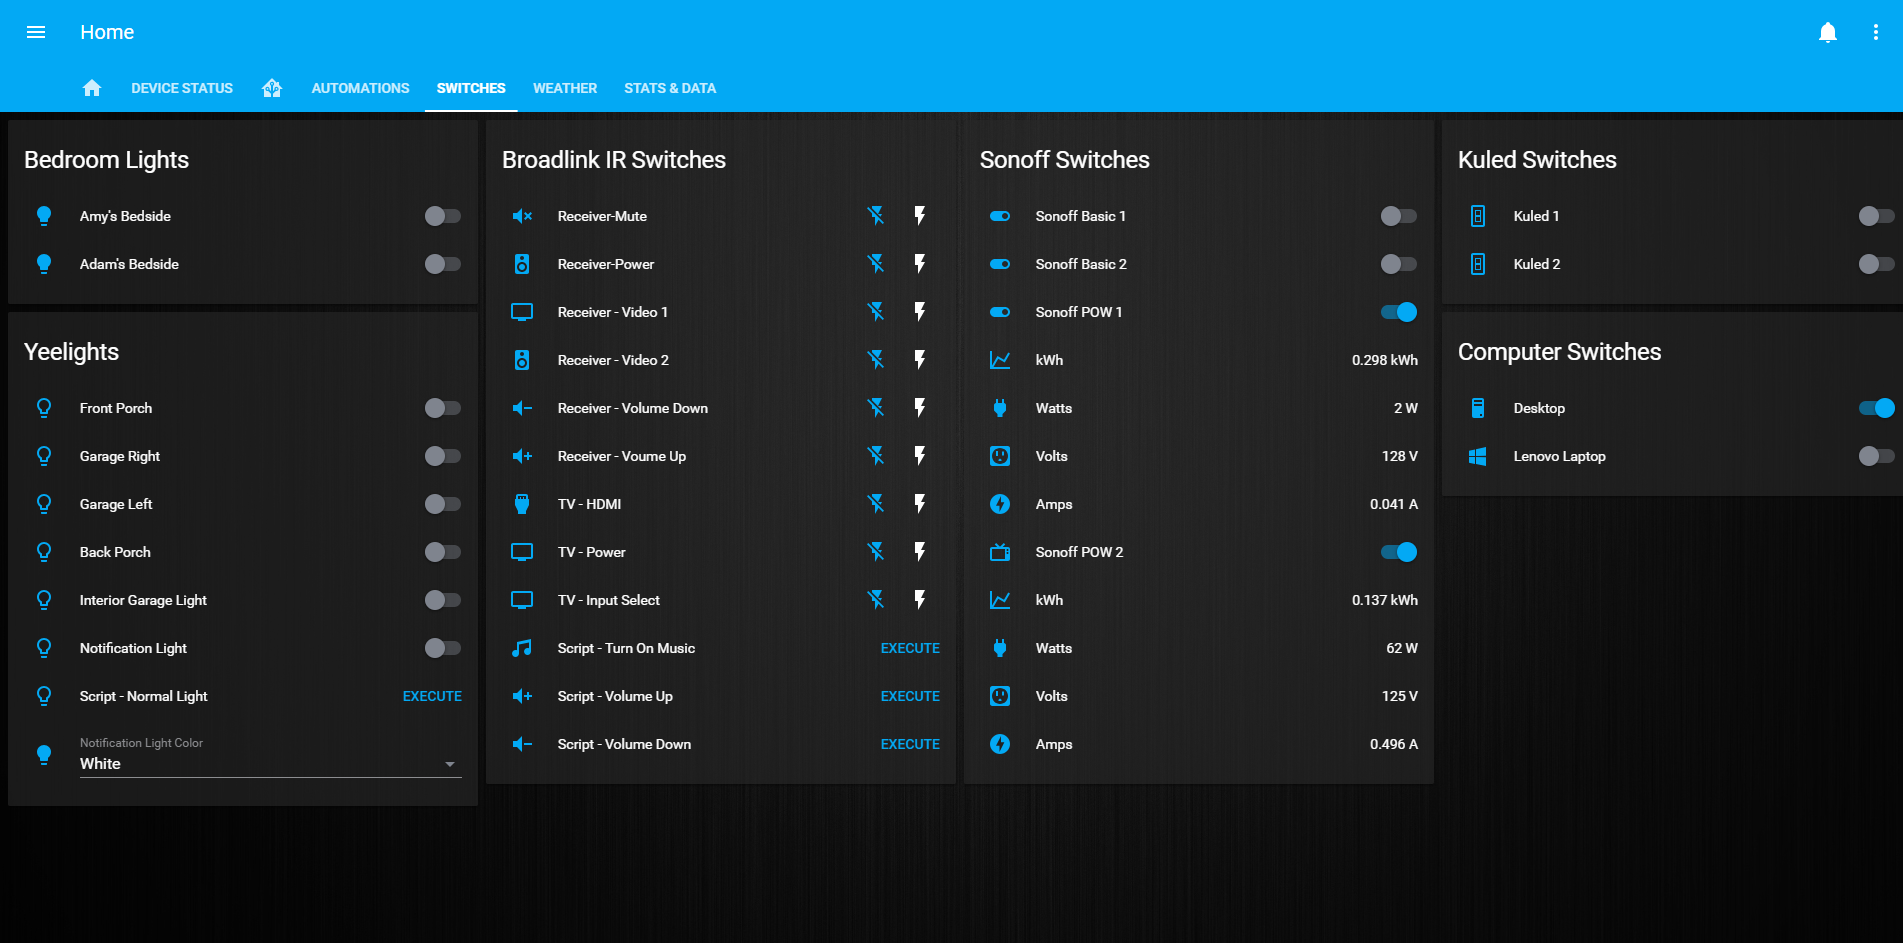 Home
DEVICE STATUS AUTOMATIONS SWITCHES WEATHER STATS & DATA
Bedroom Lights
Amy's Bedside
Adam's Bedside
Yeelights
Front Porch
Garage Right
Garage Left
Back Porch
Interior Garage Light
Notification Light
Script - Normal Light EXECUTE
Notification Light Color
White
Broadlink IR Switches
Receiver-Mute
Receiver-Power
Receiver - Video 1
Receiver - Video 2
Receiver - Volume Down
Receiver - Voume Up
TV - HDMI
TV - Power
TV - Input Select
Script - Turn On Music EXECUTE
Script - Volume Up EXECUTE
Script - Volume Down EXECUTE
Sonoff Switches
Sonoff Basic 1
Sonoff Basic 2
Sonoff POW 1
kWh 0.298 kWh
Watts 2 W
Volts 128 V
Amps 0.041 A
Sonoff POW 2
kWh 0.137 kWh
Watts 62 W
Volts 125 V
Amps 0.496 A
Kuled Switches
Kuled 1
Kuled 2
Computer Switches
Desktop
Lenovo Laptop